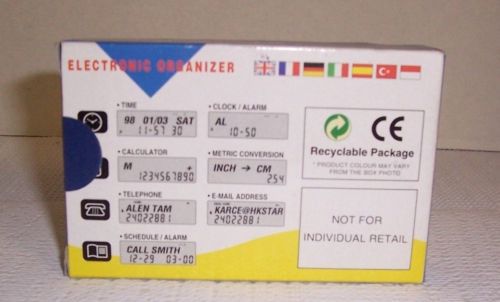 ELECTRONIC ORGANIZER
• TIME
98 01/03 SAT
11-57 30
• CLOCK / ALARM
AL
10-50
• CALCULATOR
M +
1234567890
• METRIC CONVERSION
INCH → CM
254
• TELEPHONE
ALEN TAM
24022881
• E-MAIL ADDRESS
KARCE@HKSTAR
24022881
• SCHEDULE / ALARM
CALL SMITH
12-29 03-00
CE
Recyclable Package
* PRODUCT COLOUR MAY VARY
FROM THE BOX PHOTO
NOT FOR
INDIVIDUAL RETAIL